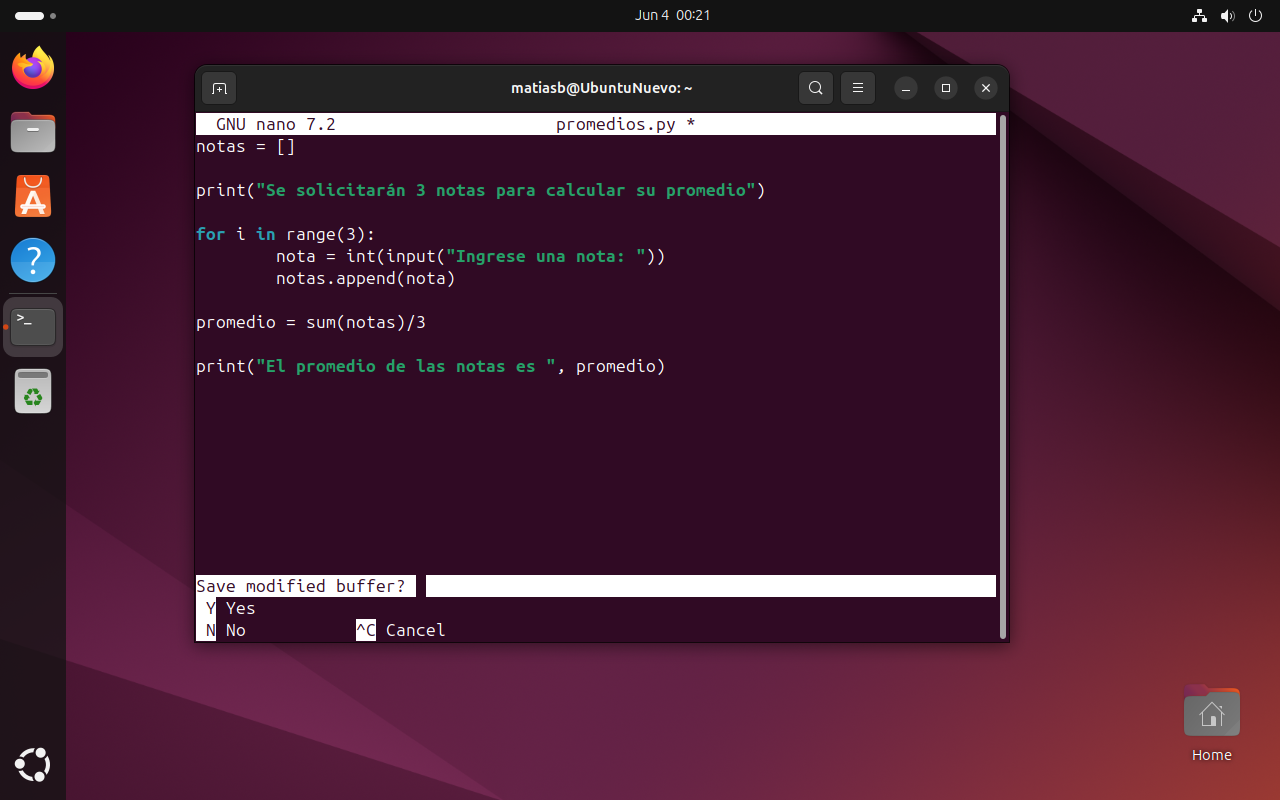 Jun 4 00:21
matiasb@UbuntuNuevo: ~
GNU nano 7.2 promedios.py *
notas = []
print("Se solicitarán 3 notas para calcular su promedio")
for i in range(3):
nota = int(input("Ingrese una nota: "))
notas.append(nota)
promedio = sum(notas)/3
print("El promedio de las notas es ", promedio)
Save modified buffer?
Y Yes
N No ^C Cancel
Home